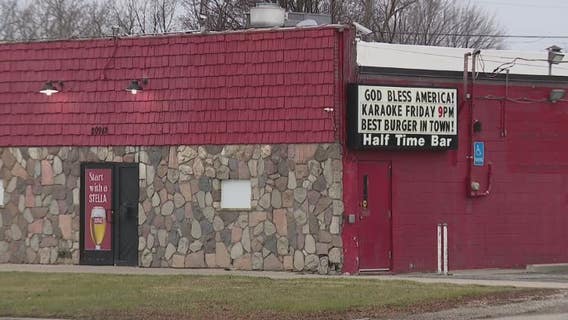 GOD BLESS AMERICA!
KARAOKE FRIDAY 9PM
BEST BURGER IN TOWN!
Half Time Bar
Start
with a
STELLA